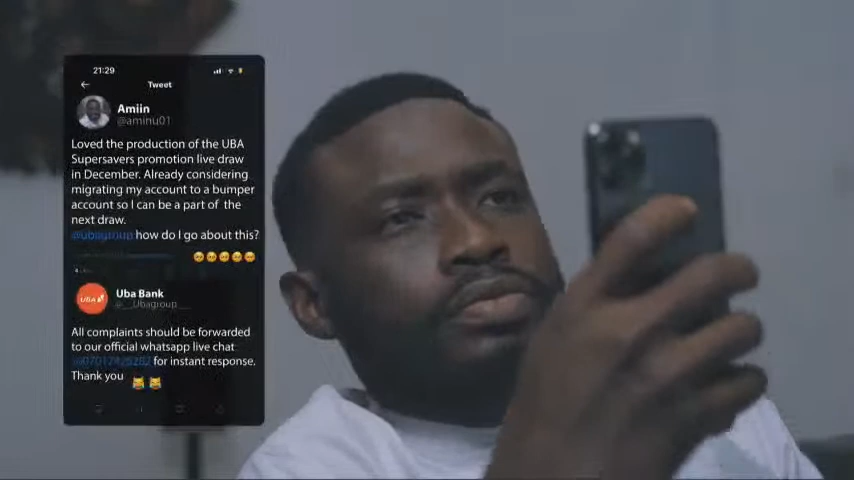 21:29
Tweet
Amiin
@aminu01
Loved the production of the UBA
Supersavers promotion live draw
in December. Already considering
migrating my account to a bumper
account so I can be a part of the
next draw.
@ubagroup how do I go about this?
UBA
Uba Bank
@__Ubagroup__
All complaints should be forwarded
to our official whatsapp live chat
for instant response.
Thank you